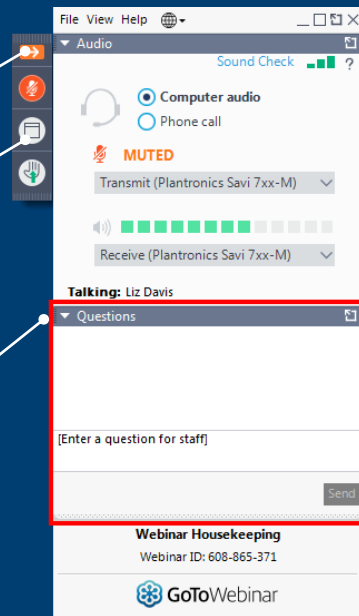 File View Help
Audio
Sound Check ?
Computer audio
Phone call
MUTED
Transmit (Plantronics Savi 7xx-M)
Receive (Plantronics Savi 7xx-M)
Talking: Liz Davis
Questions
[Enter a question for staff]
Send
Webinar Housekeeping
Webinar ID: 608-865-371
GoToWebinar